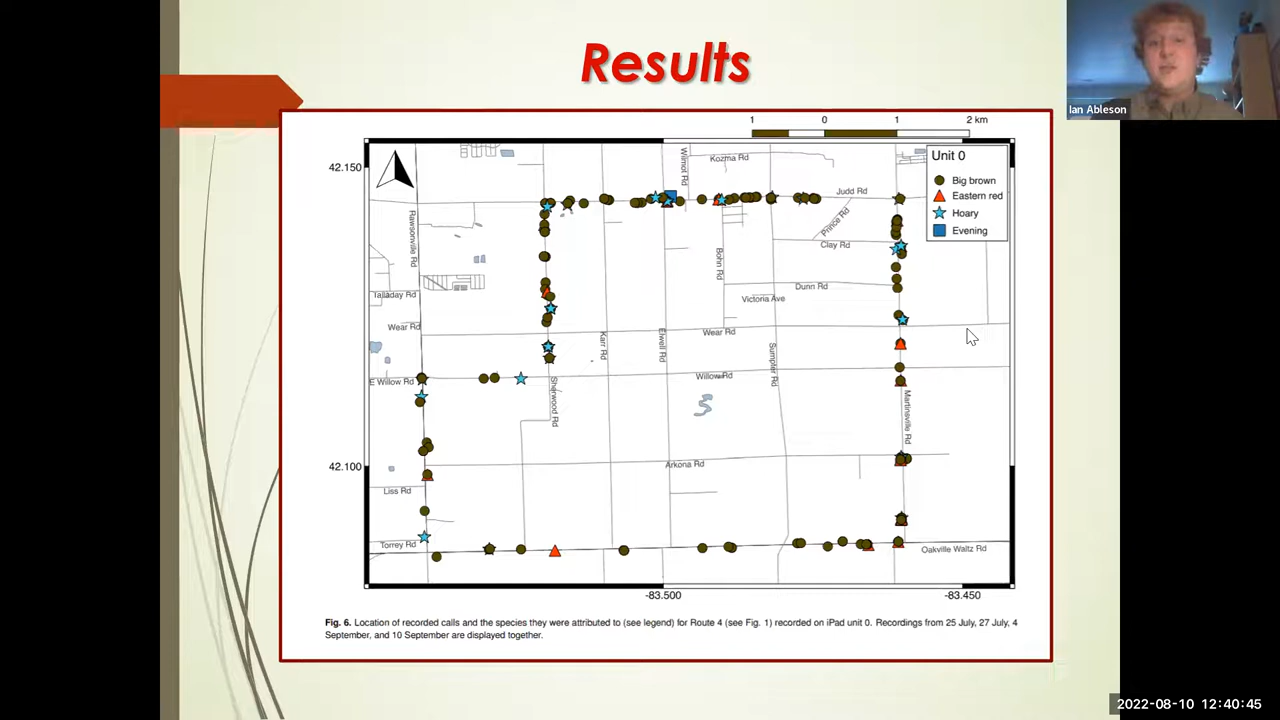 Results
Ian Ableson
1 0 1 2 km
42.150
42.100
-83.500
-83.450
Unit 0
Big brown
Eastern red
Hoary
Evening
Kozma Rd
Wilmot Rd
Judd Rd
Prince Rd
Clay Rd
Rawsonville Rd
Bohn Rd
Dunn Rd
Talladay Rd
Victoria Ave
Wear Rd
Wear Rd
Karr Rd
Elwell Rd
Sumpter Rd
E Willow Rd
Willow Rd
Sherwood Rd
Martinsville Rd
Arkona Rd
Liss Rd
Torrey Rd
Oakville Waltz Rd
Fig. 6. Location of recorded calls and the species they were attributed to (see legend) for Route 4 (see Fig. 1) recorded on iPad unit 0. Recordings from 25 July, 27 July, 4
September, and 10 September are displayed together.
2022-08-10 12:40:45